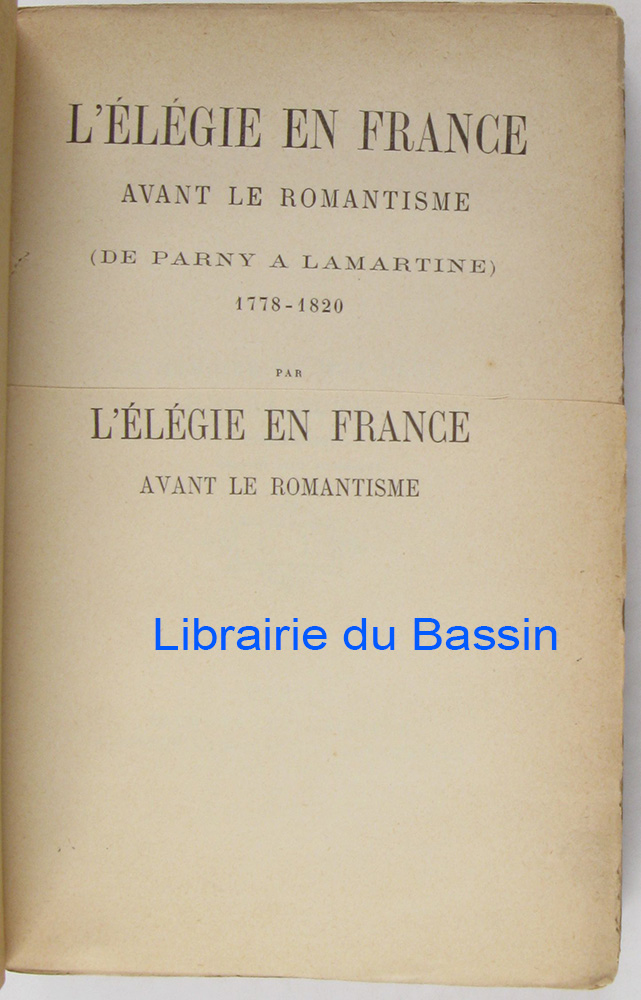 L'ÉLÉGIE EN FRANCE
AVANT LE ROMANTISME
(DE PARNY A LAMARTINE)
1778-1820
PAR
L'ÉLÉGIE EN FRANCE
AVANT LE ROMANTISME
Librairie du Bassin